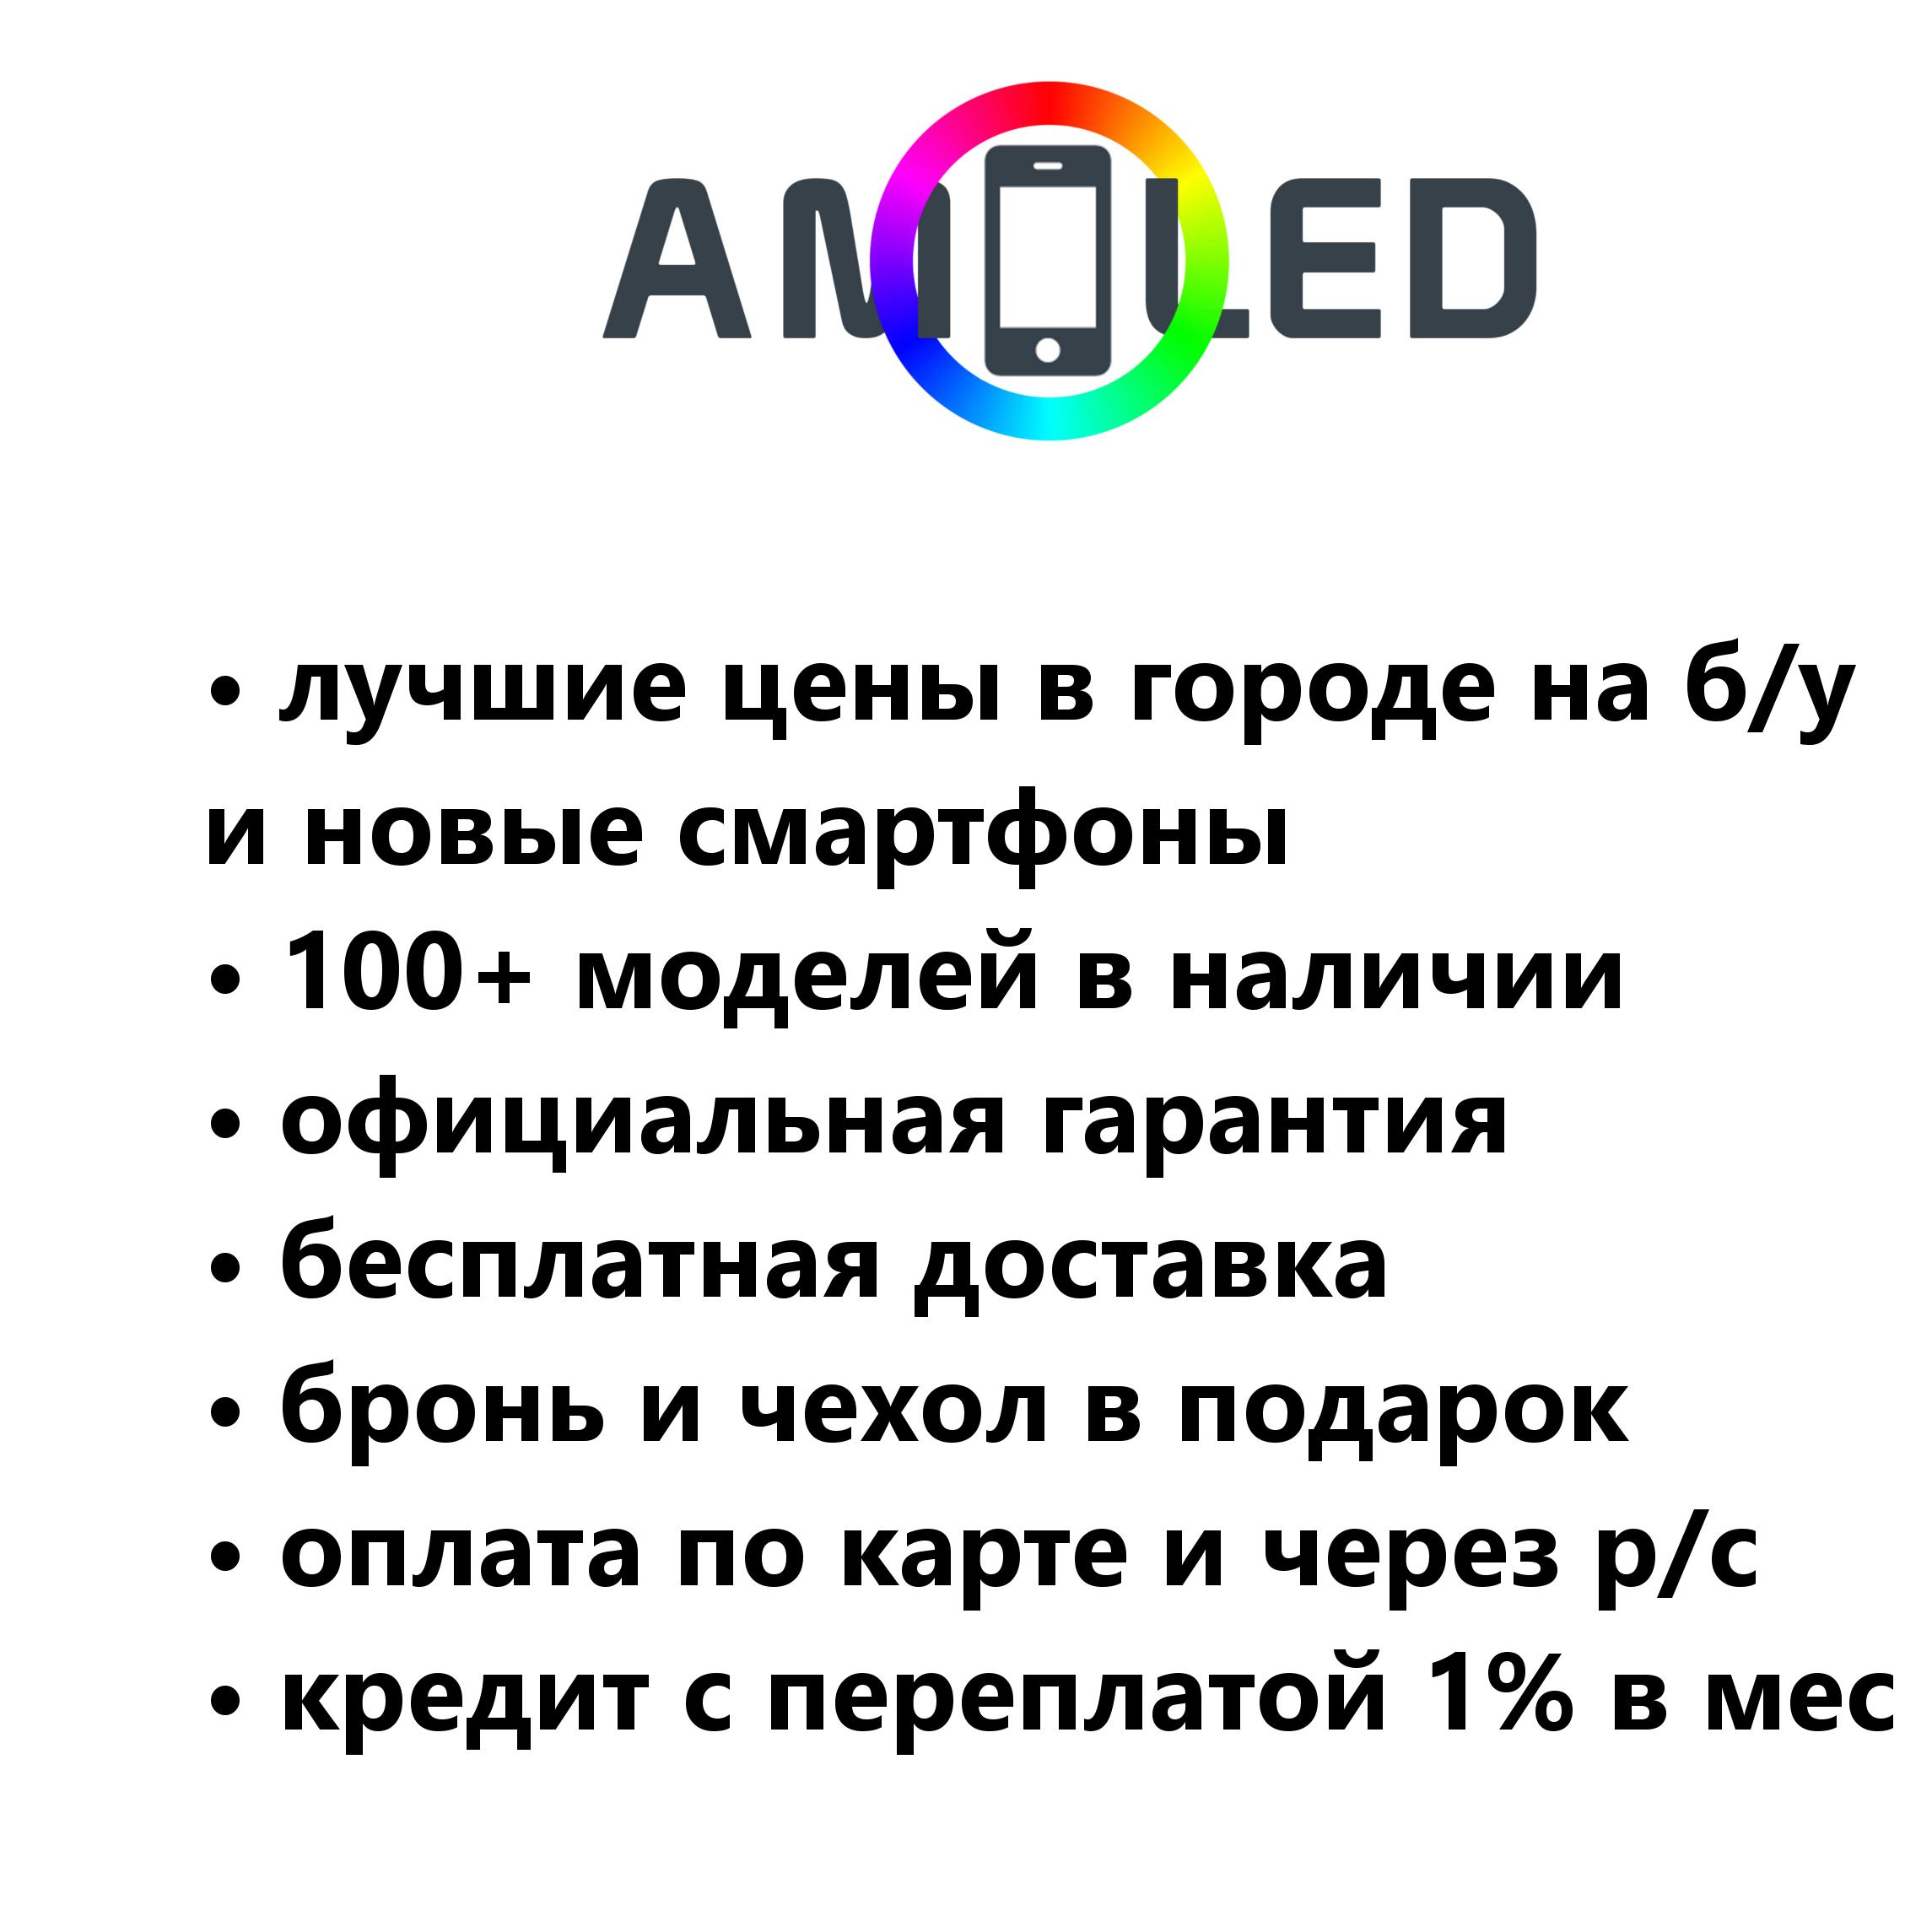 AMOLED
• лучшие цены в городе на б/у
и новые смартфоны
• 100+ моделей в наличии
• официальная гарантия
• бесплатная доставка
• бронь и чехол в подарок
• оплата по карте и через р/с
• кредит с переплатой 1% в мес